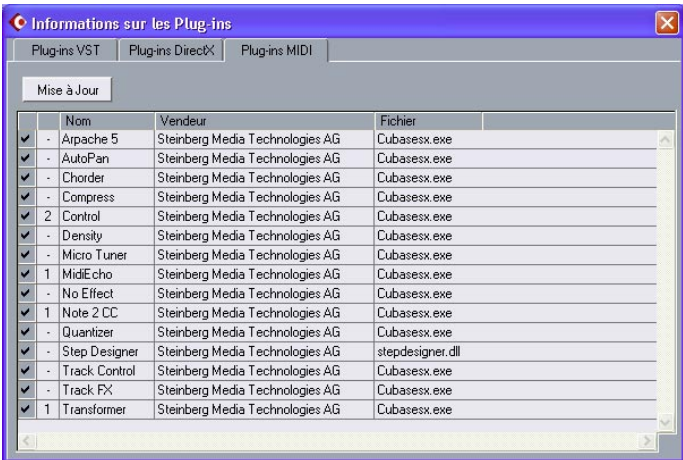 Informations sur les Plug-ins
Plug-ins VST Plug-ins DirectX Plug-ins MIDI
Mise à Jour
Nom Vendeur Fichier
- Arpache 5 Steinberg Media Technologies AG Cubasesx.exe
- AutoPan Steinberg Media Technologies AG Cubasesx.exe
- Chorder Steinberg Media Technologies AG Cubasesx.exe
- Compress Steinberg Media Technologies AG Cubasesx.exe
2 Control Steinberg Media Technologies AG Cubasesx.exe
- Density Steinberg Media Technologies AG Cubasesx.exe
- Micro Tuner Steinberg Media Technologies AG Cubasesx.exe
1 MidiEcho Steinberg Media Technologies AG Cubasesx.exe
- No Effect Steinberg Media Technologies AG Cubasesx.exe
1 Note 2 CC Steinberg Media Technologies AG Cubasesx.exe
- Quantizer Steinberg Media Technologies AG Cubasesx.exe
- Step Designer Steinberg Media Technologies AG stepdesigner.dll
- Track Control Steinberg Media Technologies AG Cubasesx.exe
- Track FX Steinberg Media Technologies AG Cubasesx.exe
1 Transformer Steinberg Media Technologies AG Cubasesx.exe